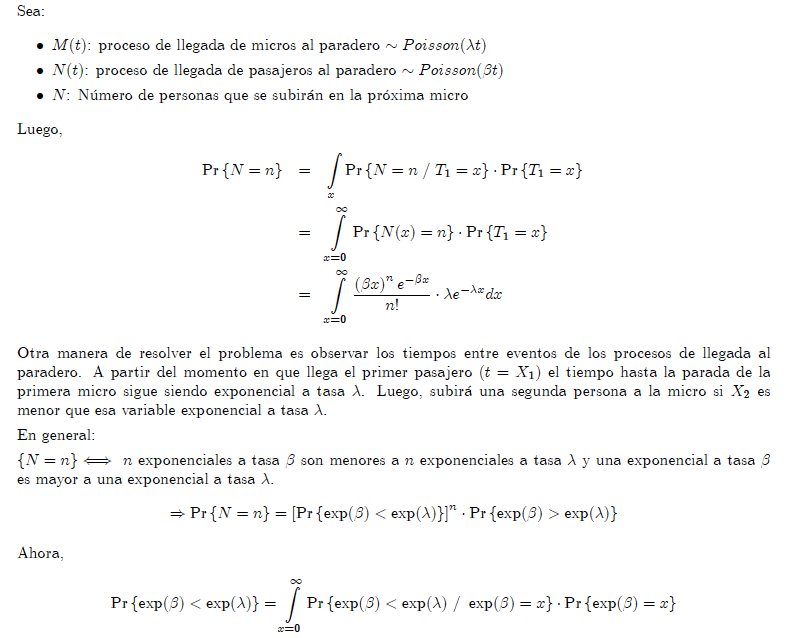 Sea:
• M(t): proceso de llegada de micros al paradero ∼ Poisson(λt)
• N(t): proceso de llegada de pasajeros al paradero ∼ Poisson(βt)
• N: Número de personas que se subirán en la próxima micro
Luego,
Pr{N = n} = ∫_x Pr{N = n / T₁ = x} · Pr{T₁ = x}
= ∫_{x=0}^{∞} Pr{N(x) = n} · Pr{T₁ = x}
= ∫_{x=0}^{∞} \frac{(βx)^n e^{−βx}}{n!} · λe^{−λx}dx
Otra manera de resolver el problema es observar los tiempos entre eventos de los procesos de llegada al
paradero. A partir del momento en que llega el primer pasajero (t = X₁) el tiempo hasta la parada de la
primera micro sigue siendo exponencial a tasa λ. Luego, subirá una segunda persona a la micro si X₂ es
menor que esa variable exponencial a tasa λ.
En general:
{N = n} ⟺ n exponenciales a tasa β son menores a n exponenciales a tasa λ y una exponencial a tasa β
es mayor a una exponencial a tasa λ.
⇒ Pr{N = n} = [Pr{exp(β) < exp(λ)}]^n · Pr{exp(β) > exp(λ)}
Ahora,
Pr{exp(β) < exp(λ)} = ∫_{x=0}^{∞} Pr{exp(β) < exp(λ) / exp(β) = x} · Pr{exp(β) = x}